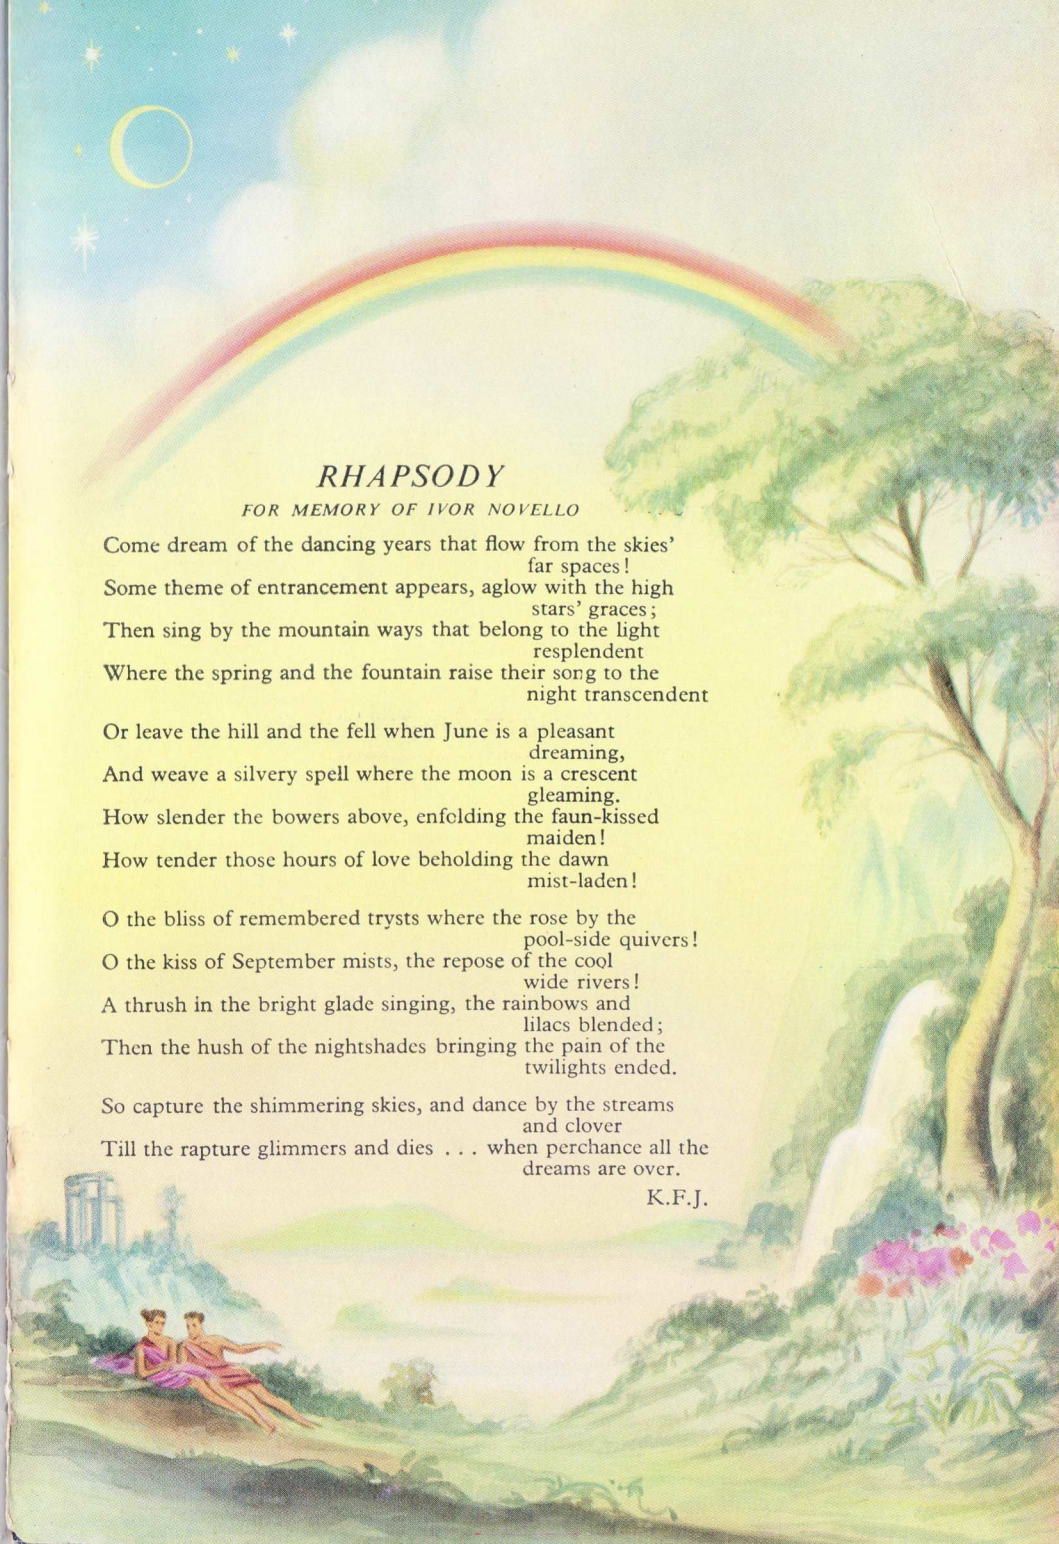 RHAPSODY
FOR MEMORY OF IVOR NOVELLO . . . .
Come dream of the dancing years that flow from the skies'
far spaces!
Some theme of entrancement appears, aglow with the high
stars' graces;
Then sing by the mountain ways that belong to the light
resplendent
Where the spring and the fountain raise their song to the
night transcendent
Or leave the hill and the fell when June is a pleasant
dreaming,
And weave a silvery spell where the moon is a crescent
gleaming.
How slender the bowers above, enfolding the faun-kissed
maiden!
How tender those hours of love beholding the dawn
mist-laden!
O the bliss of remembered trysts where the rose by the
pool-side quivers!
O the kiss of September mists, the repose of the cool
wide rivers!
A thrush in the bright glade singing, the rainbows and
lilacs blended;
Then the hush of the nightshades bringing the pain of the
twilights ended.
So capture the shimmering skies, and dance by the streams
and clover
Till the rapture glimmers and dies . . . when perchance all the
dreams are over.
K.F.J.